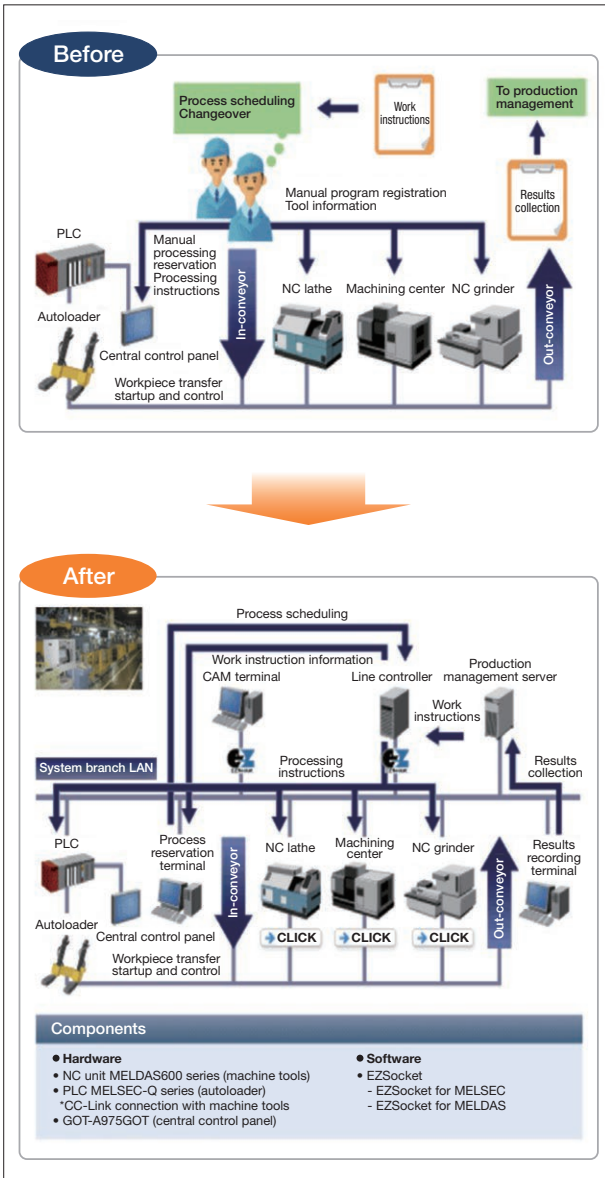 Before
Process scheduling
Changeover
Work
instructions
To production
management
Manual program registration
Tool information
Results
collection
PLC
Manual
processing
reservation
Processing
instructions
In-conveyor
NC lathe
Machining center
NC grinder
Out-conveyor
Autoloader
Central control panel
Workpiece transfer
startup and control
After
Process scheduling
Work instruction information
CAM terminal
Line controller
Production
management server
Work
instructions
EZ
EZ
System branch LAN
Processing
instructions
Results
collection
PLC
Process
reservation
terminal
In-conveyor
NC lathe
Machining
center
NC grinder
Out-conveyor
Results
recording
terminal
Autoloader
Central control panel
CLICK
CLICK
CLICK
Workpiece transfer
startup and control
Components
● Hardware
• NC unit MELDAS600 series (machine tools)
• PLC MELSEC-Q series (autoloader)
*CC-Link connection with machine tools
• GOT-A975GOT (central control panel)
● Software
• EZSocket
- EZSocket for MELSEC
- EZSocket for MELDAS